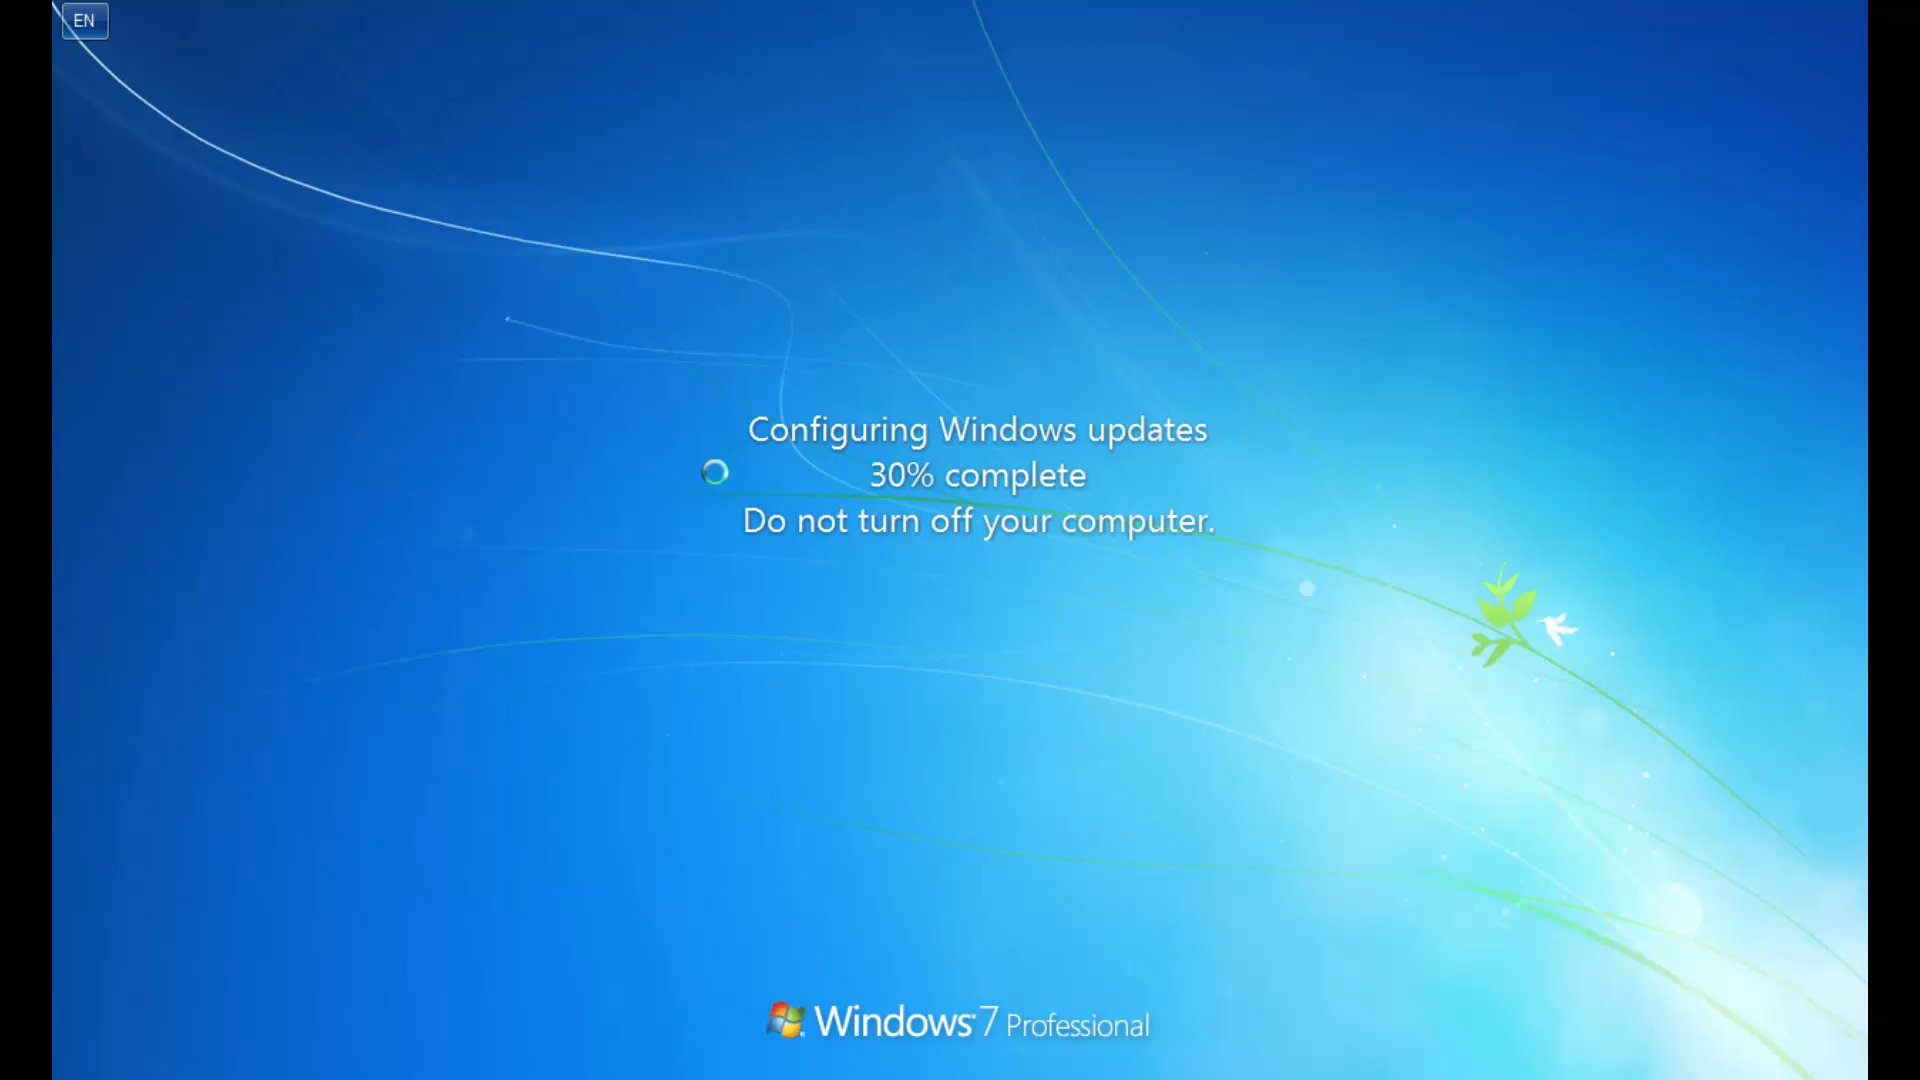 EN
Configuring Windows updates
30% complete
Do not turn off your computer.
Windows 7 Professional